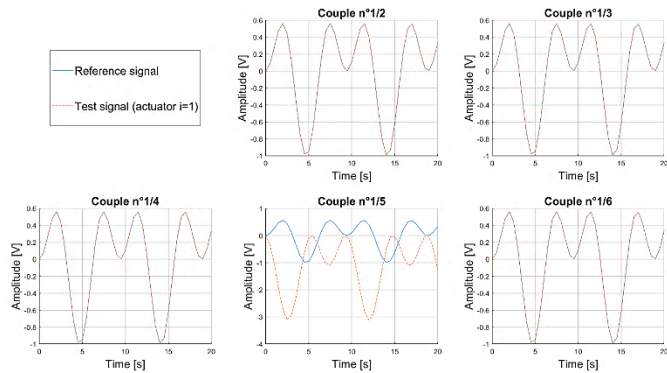 Reference signal
Test signal (actuator i=1)
Couple n°1/2
Amplitude [V]
0.6
0.4
0.2
0
-0.2
-0.4
-0.6
-0.8
-1
0 5 10 15 20
Time [s]
Couple n°1/3
Amplitude [V]
0.6
0.4
0.2
0
-0.2
-0.4
-0.6
-0.8
-1
0 5 10 15 20
Time [s]
Couple n°1/4
Amplitude [V]
0.6
0.4
0.2
0
-0.2
-0.4
-0.6
-0.8
-1
0 5 10 15 20
Time [s]
Couple n°1/5
Amplitude [V]
1
0
-1
-2
-3
-4
0 5 10 15 20
Time [s]
Couple n°1/6
Amplitude [V]
0.6
0.4
0.2
0
-0.2
-0.4
-0.6
-0.8
-1
0 5 10 15 20
Time [s]